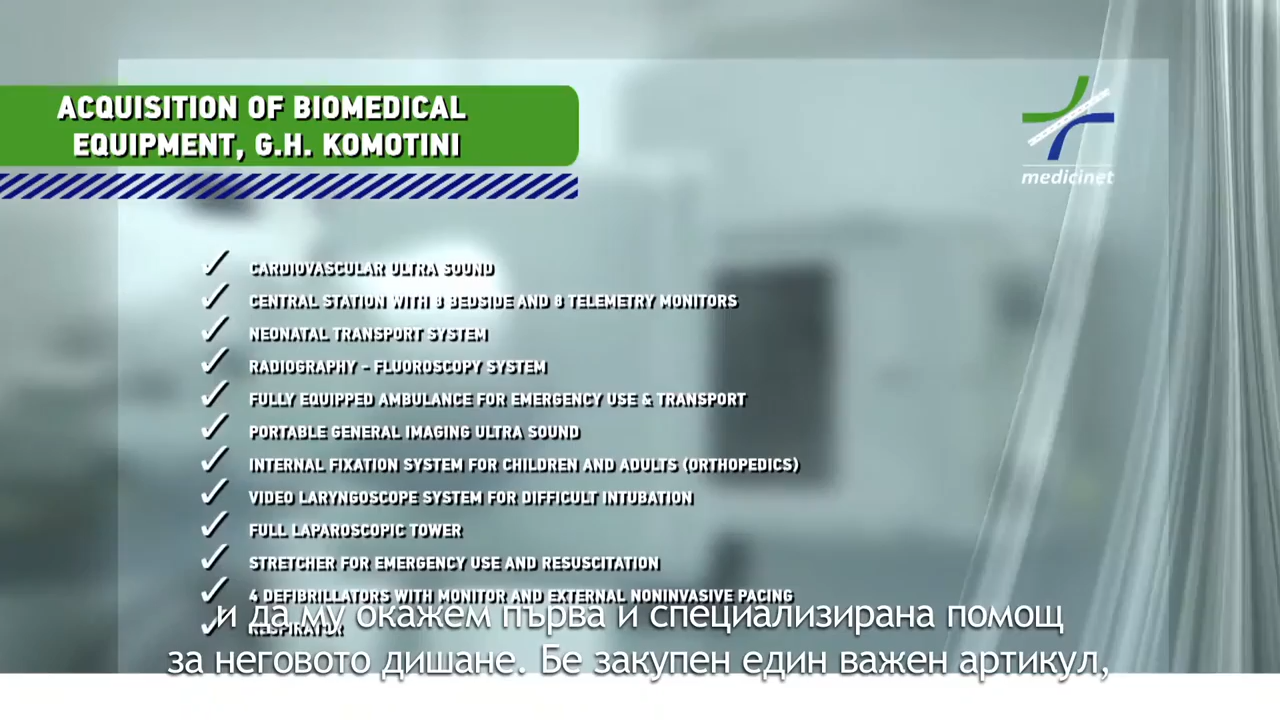 ACQUISITION OF BIOMEDICAL
EQUIPMENT, G.H. KOMOTINI
medicinet
CARDIOVASCULAR ULTRA SOUND
CENTRAL STATION WITH 8 BEDSIDE AND 8 TELEMETRY MONITORS
NEONATAL TRANSPORT SYSTEM
RADIOGRAPHY - FLUOROSCOPY SYSTEM
FULLY EQUIPPED AMBULANCE FOR EMERGENCY USE & TRANSPORT
PORTABLE GENERAL IMAGING ULTRA SOUND
INTERNAL FIXATION SYSTEM FOR CHILDREN AND ADULTS (ORTHOPEDICS)
VIDEO LARYNGOSCOPE SYSTEM FOR DIFFICULT INTUBATION
FULL LAPAROSCOPIC TOWER
STRETCHER FOR EMERGENCY USE AND RESUSCITATION
4 DEFIBRILLATORS WITH MONITOR AND EXTERNAL NONINVASIVE PACING
RESPIRATOR
и да му окажем първа и специализирана помощ
за неговото дишане. Бе закупен един важен артикул,